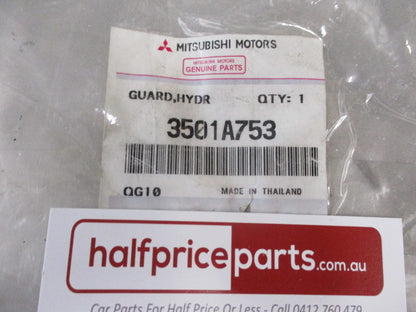 MITSUBISHI MOTORS
MITSUBISHI MOTORS
GENUINE PARTS
GUARD,HYDR QTY: 1
3501A753
QG10 MADE IN THAILAND
halfpriceparts.com.au
Car Parts For Half Price Or Less - Call 0412 760 479